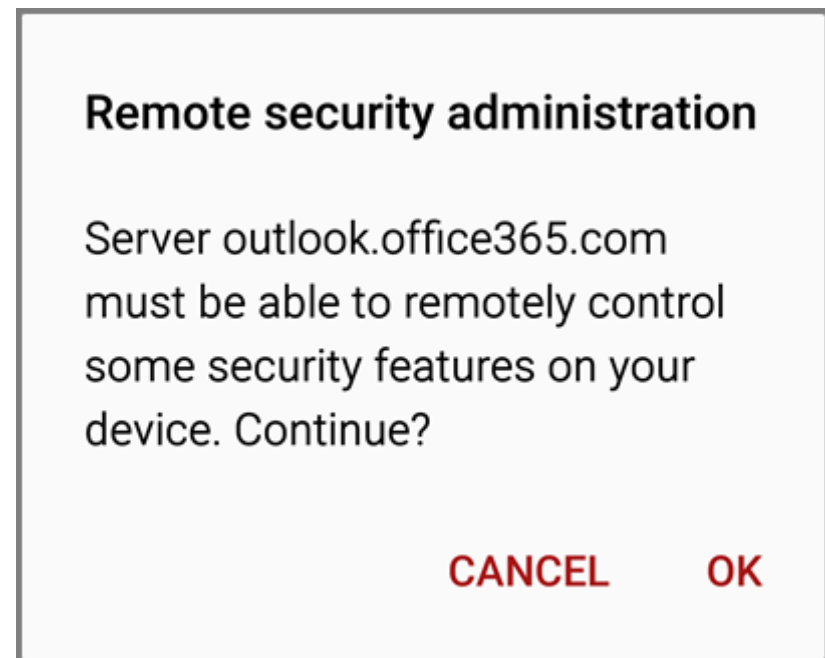 Remote security administration
Server outlook.office365.com
must be able to remotely control
some security features on your
device. Continue?
CANCEL OK